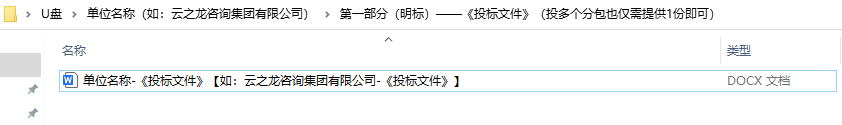 U盘 › 单位名称（如：云之龙咨询集团有限公司） › 第一部分（明标）——《投标文件》（投多个分包也仅需提供1份即可）
名称 类型
单位名称-《投标文件》【如：云之龙咨询集团有限公司-《投标文件》】 DOCX 文档